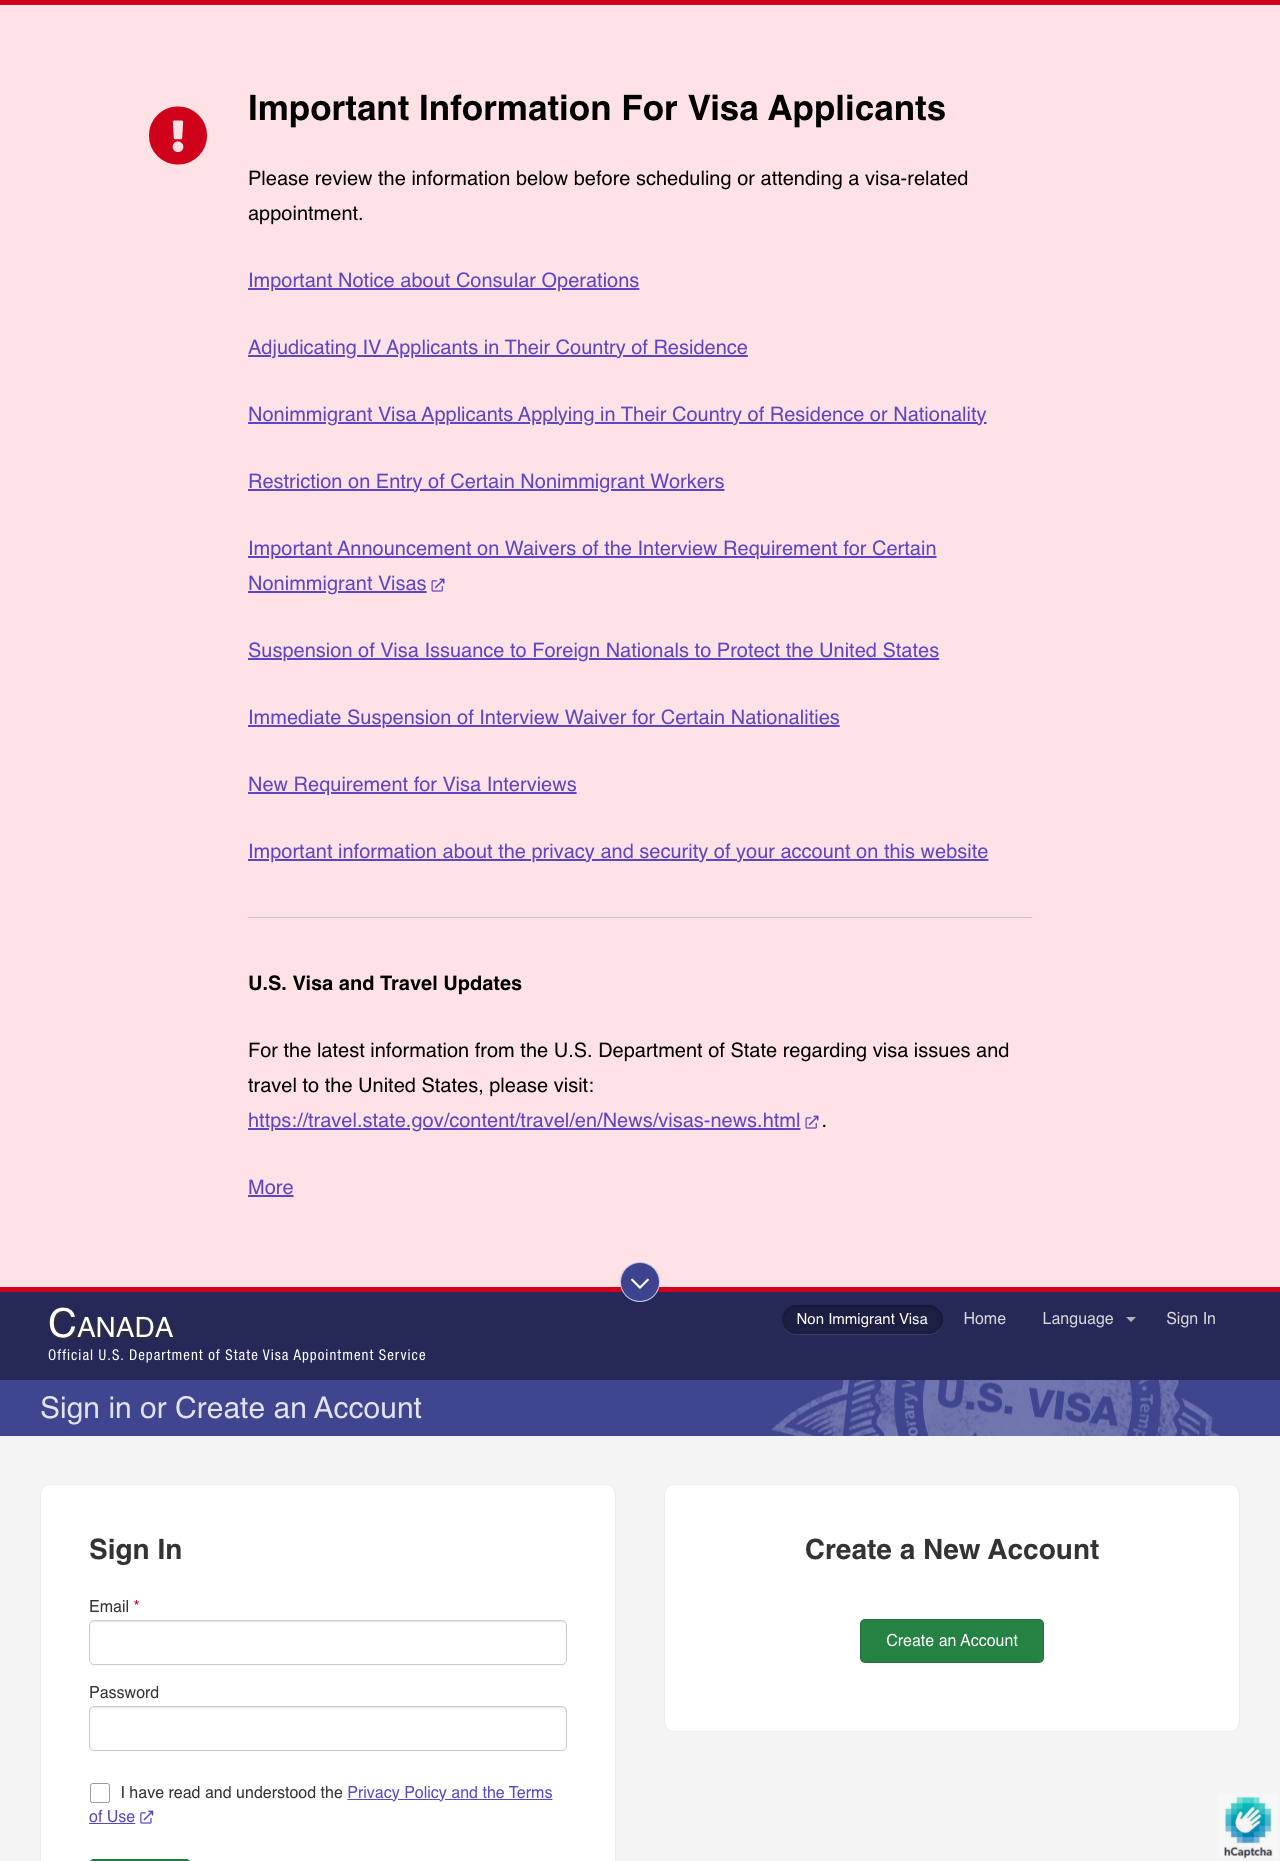 Important Information For Visa Applicants
Please review the information below before scheduling or attending a visa-related
appointment.
Important Notice about Consular Operations
Adjudicating IV Applicants in Their Country of Residence
Nonimmigrant Visa Applicants Applying in Their Country of Residence or Nationality
Restriction on Entry of Certain Nonimmigrant Workers
Important Announcement on Waivers of the Interview Requirement for Certain
Nonimmigrant Visas
Suspension of Visa Issuance to Foreign Nationals to Protect the United States
Immediate Suspension of Interview Waiver for Certain Nationalities
New Requirement for Visa Interviews
Important information about the privacy and security of your account on this website
U.S. Visa and Travel Updates
For the latest information from the U.S. Department of State regarding visa issues and
travel to the United States, please visit:
https://travel.state.gov/content/travel/en/News/visas-news.html .
More
CANADA
Official U.S. Department of State Visa Appointment Service
Non Immigrant Visa
Home
Language
Sign In
Sign in or Create an Account
U.S. VISA
Sign In
Email *
Password
I have read and understood the Privacy Policy and the Terms
of Use
Create a New Account
Create an Account
hCaptcha